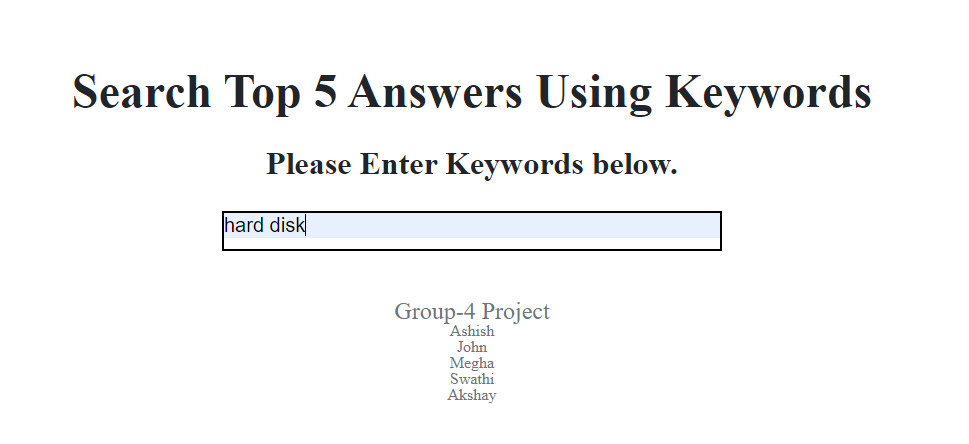 Search Top 5 Answers Using Keywords
Please Enter Keywords below.
hard disk
Group-4 Project
Ashish
John
Megha
Swathi
Akshay